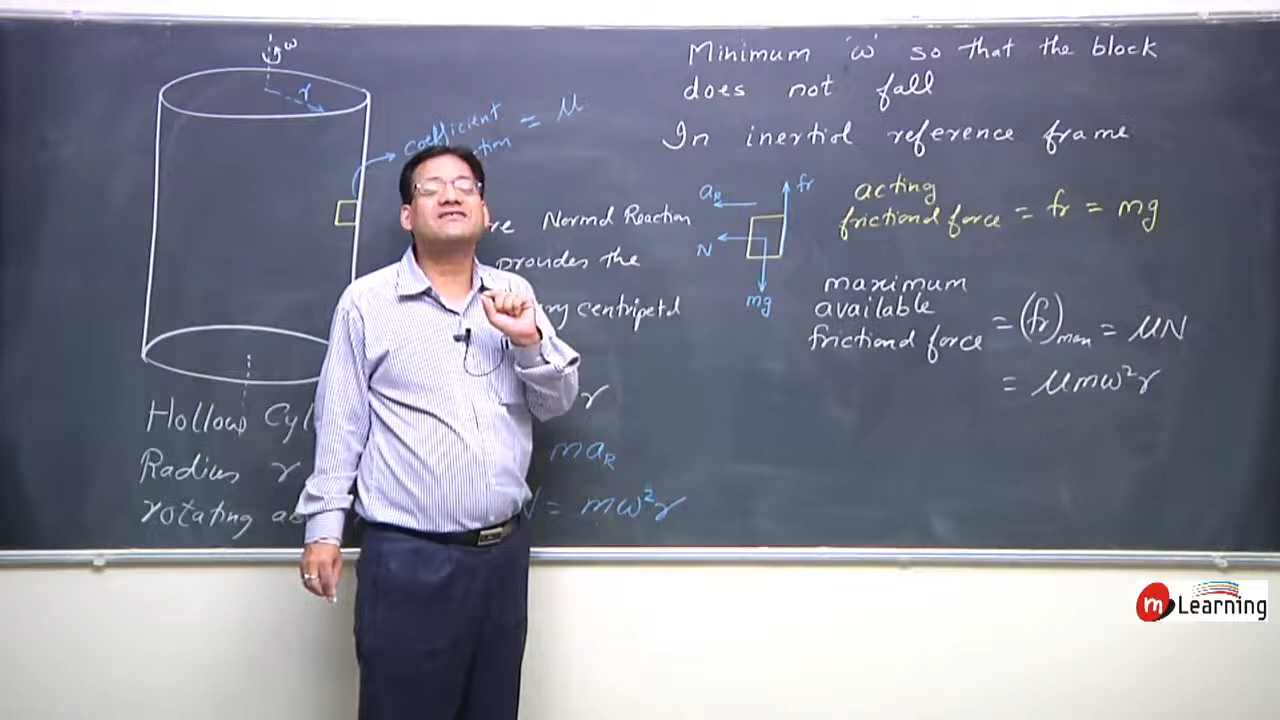 ω
r
coefficient = μ
Normal Reaction
provides the
centripetal
r
ma_R
N = mω²r
Hollow
Radius r
rotating
Minimum 'ω' so that the block
does not fall
In inertial reference frame
a_R
fr
N
mg
acting
frictional force = fr = mg
maximum
available
frictional force = (fr)max = μN
= μmω²r
m Learning